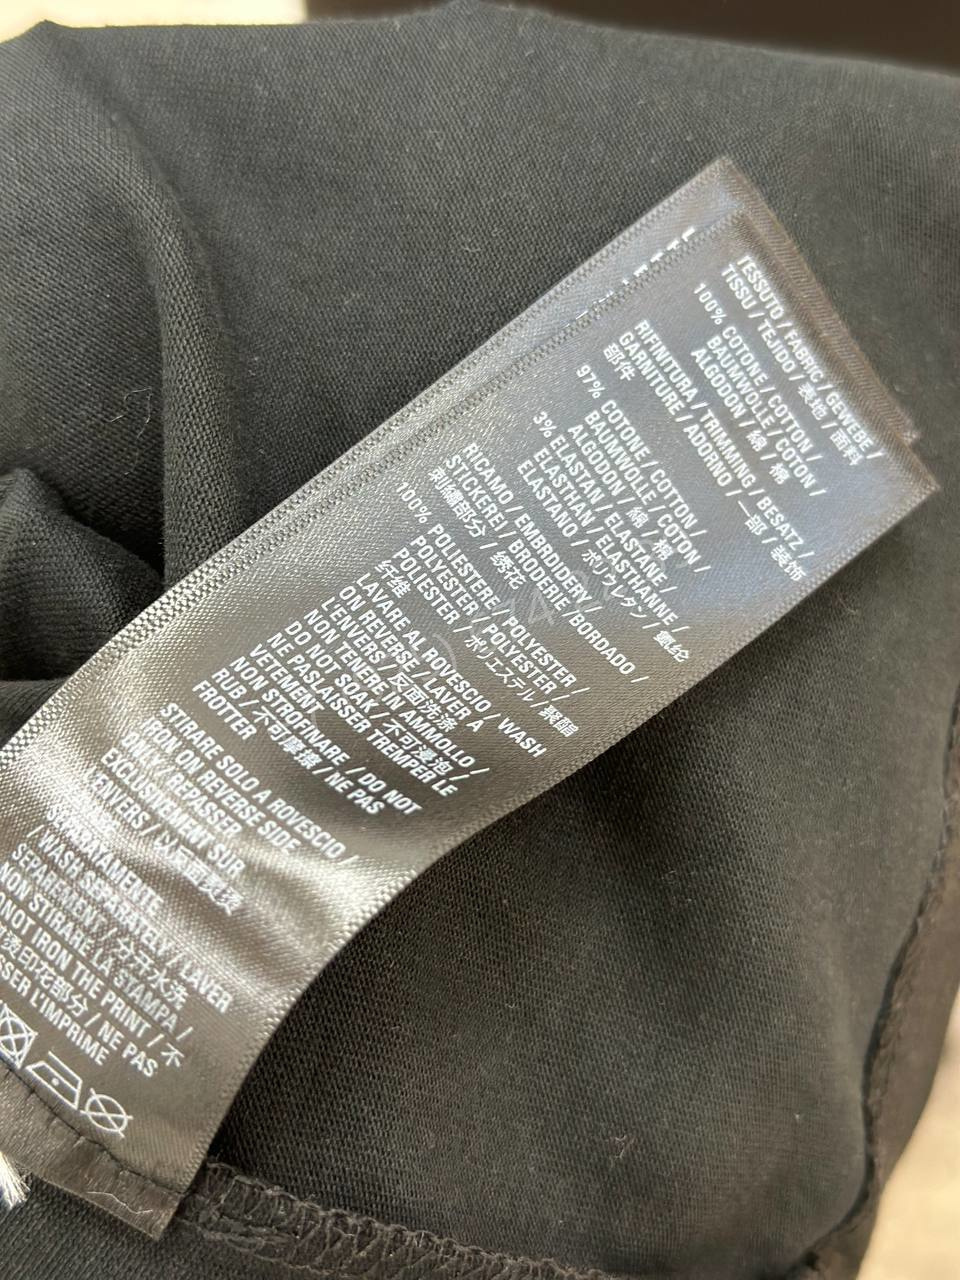 TESSUTO / FABRIC / GEWEBE /
TISSU / TEJIDO / 表地 / 面料
100% COTONE / COTTON /
BAUMWOLLE / COTON /
ALGODON / 綿 / 棉
RIFINITURA / TRIMMING / BESATZ /
GARNITURE / ADORNO / 一部 / 装饰
部件
97% COTONE / COTTON /
BAUMWOLLE / COTON /
ALGODON / 綿 / 棉
3% ELASTAN / ELASTANE /
ELASTHAN / ELASTHANNE /
ELASTANO / ポリウレタン / 氨纶
RICAMO / EMBROIDERY /
STICKEREI / BRODERIE / BORDADO /
刺繍部分 / 绣花
100% POLIESTERE / POLYESTER /
POLYESTER / POLYESTER /
POLIESTER / ポリエステル / 聚酯
纤维
LAVARE AL ROVESCIO / WASH
ON REVERSE / LAVER A
L'ENVERS / 反面洗涤
NON TENERE IN AMMOLLO /
DO NOT SOAK / 不可浸泡 /
NE PASLAISSER TREMPER LE
VETEMENT
NON STROFINARE / DO NOT
RUB / 不可摩擦 / NE PAS
FROTTER
STIRARE SOLO A ROVESCIO /
IRON ON REVERSE SIDE
ONLY / REPASSER
EXCLUSIVEMENT SUR
L'ENVERS /
SEPARATAMENTE
/ WASH SEPARATELY / LAVER
SEPAREMENT / 分开水洗
NON STIRARE LA STAMPA /
DONOT IRON THE PRINT / 不
烫印花部分 / NE PAS
L'IMPRIME